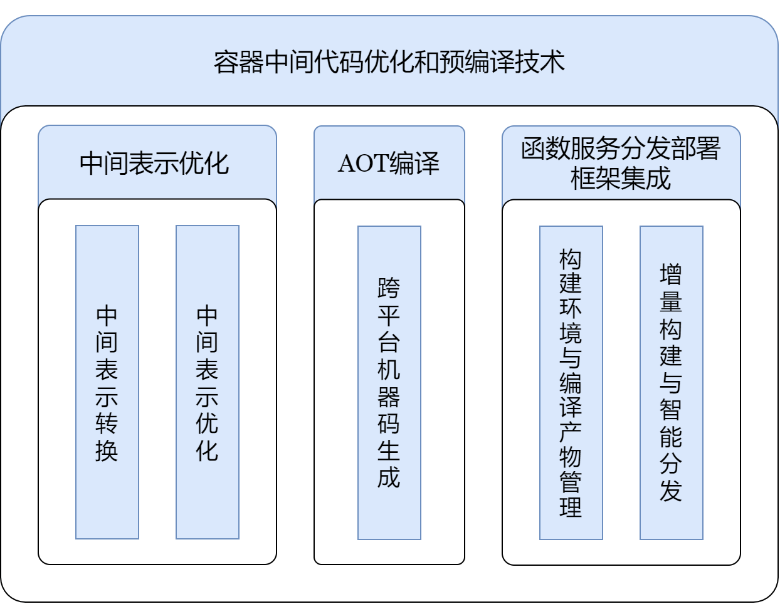 容器中间代码优化和预编译技术
中间表示优化
AOT编译
函数服务分发部署
框架集成
中间表示转换
中间表示优化
跨平台机器码生成
构建环境与编译产物管理
增量构建与智能分发